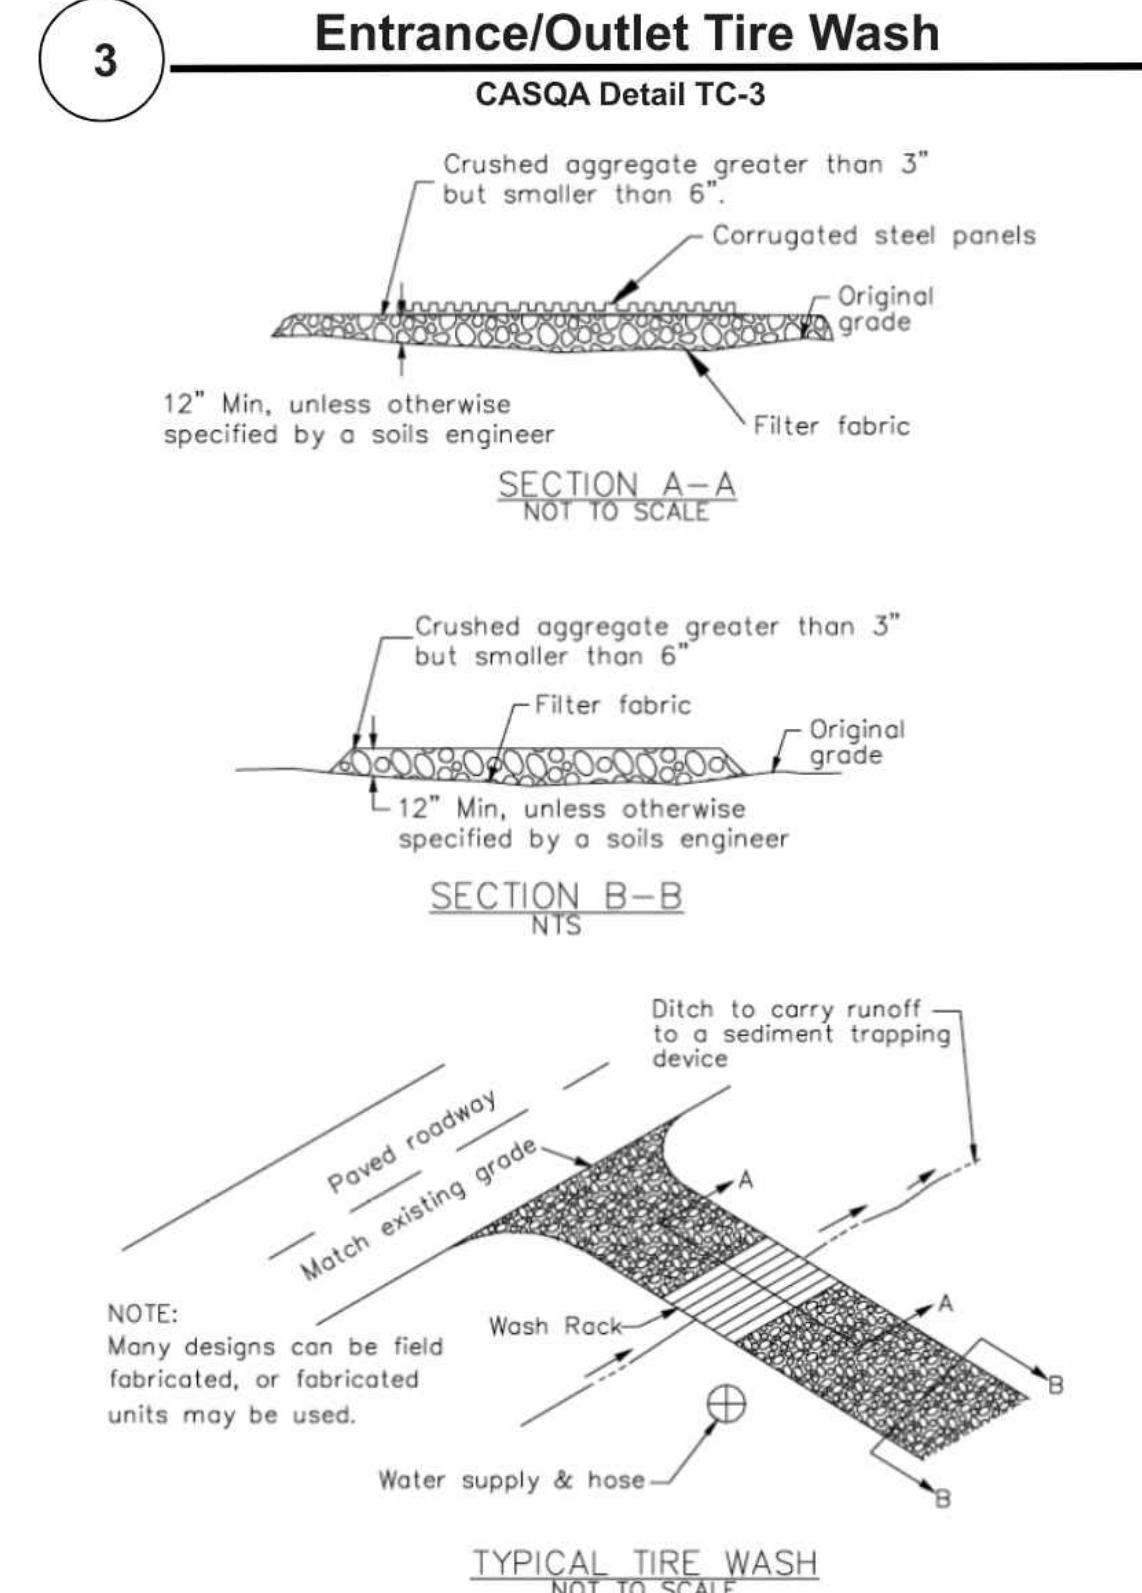 3
Entrance/Outlet Tire Wash
CASQA Detail TC-3
Crushed aggregate greater than 3"
but smaller than 6".
Corrugated steel panels
Original
grade
12" Min, unless otherwise
specified by a soils engineer
Filter fabric
SECTION A-A
NOT TO SCALE
Crushed aggregate greater than 3"
but smaller than 6"
Filter fabric
Original
grade
12" Min, unless otherwise
specified by a soils engineer
SECTION B-B
NTS
Ditch to carry runoff
to a sediment trapping
device
Paved roadway
Match existing grade
A
NOTE:
Many designs can be field
fabricated, or fabricated
units may be used.
Wash Rack
A
B
Water supply & hose
B
TYPICAL TIRE WASH
NOT TO SCALE